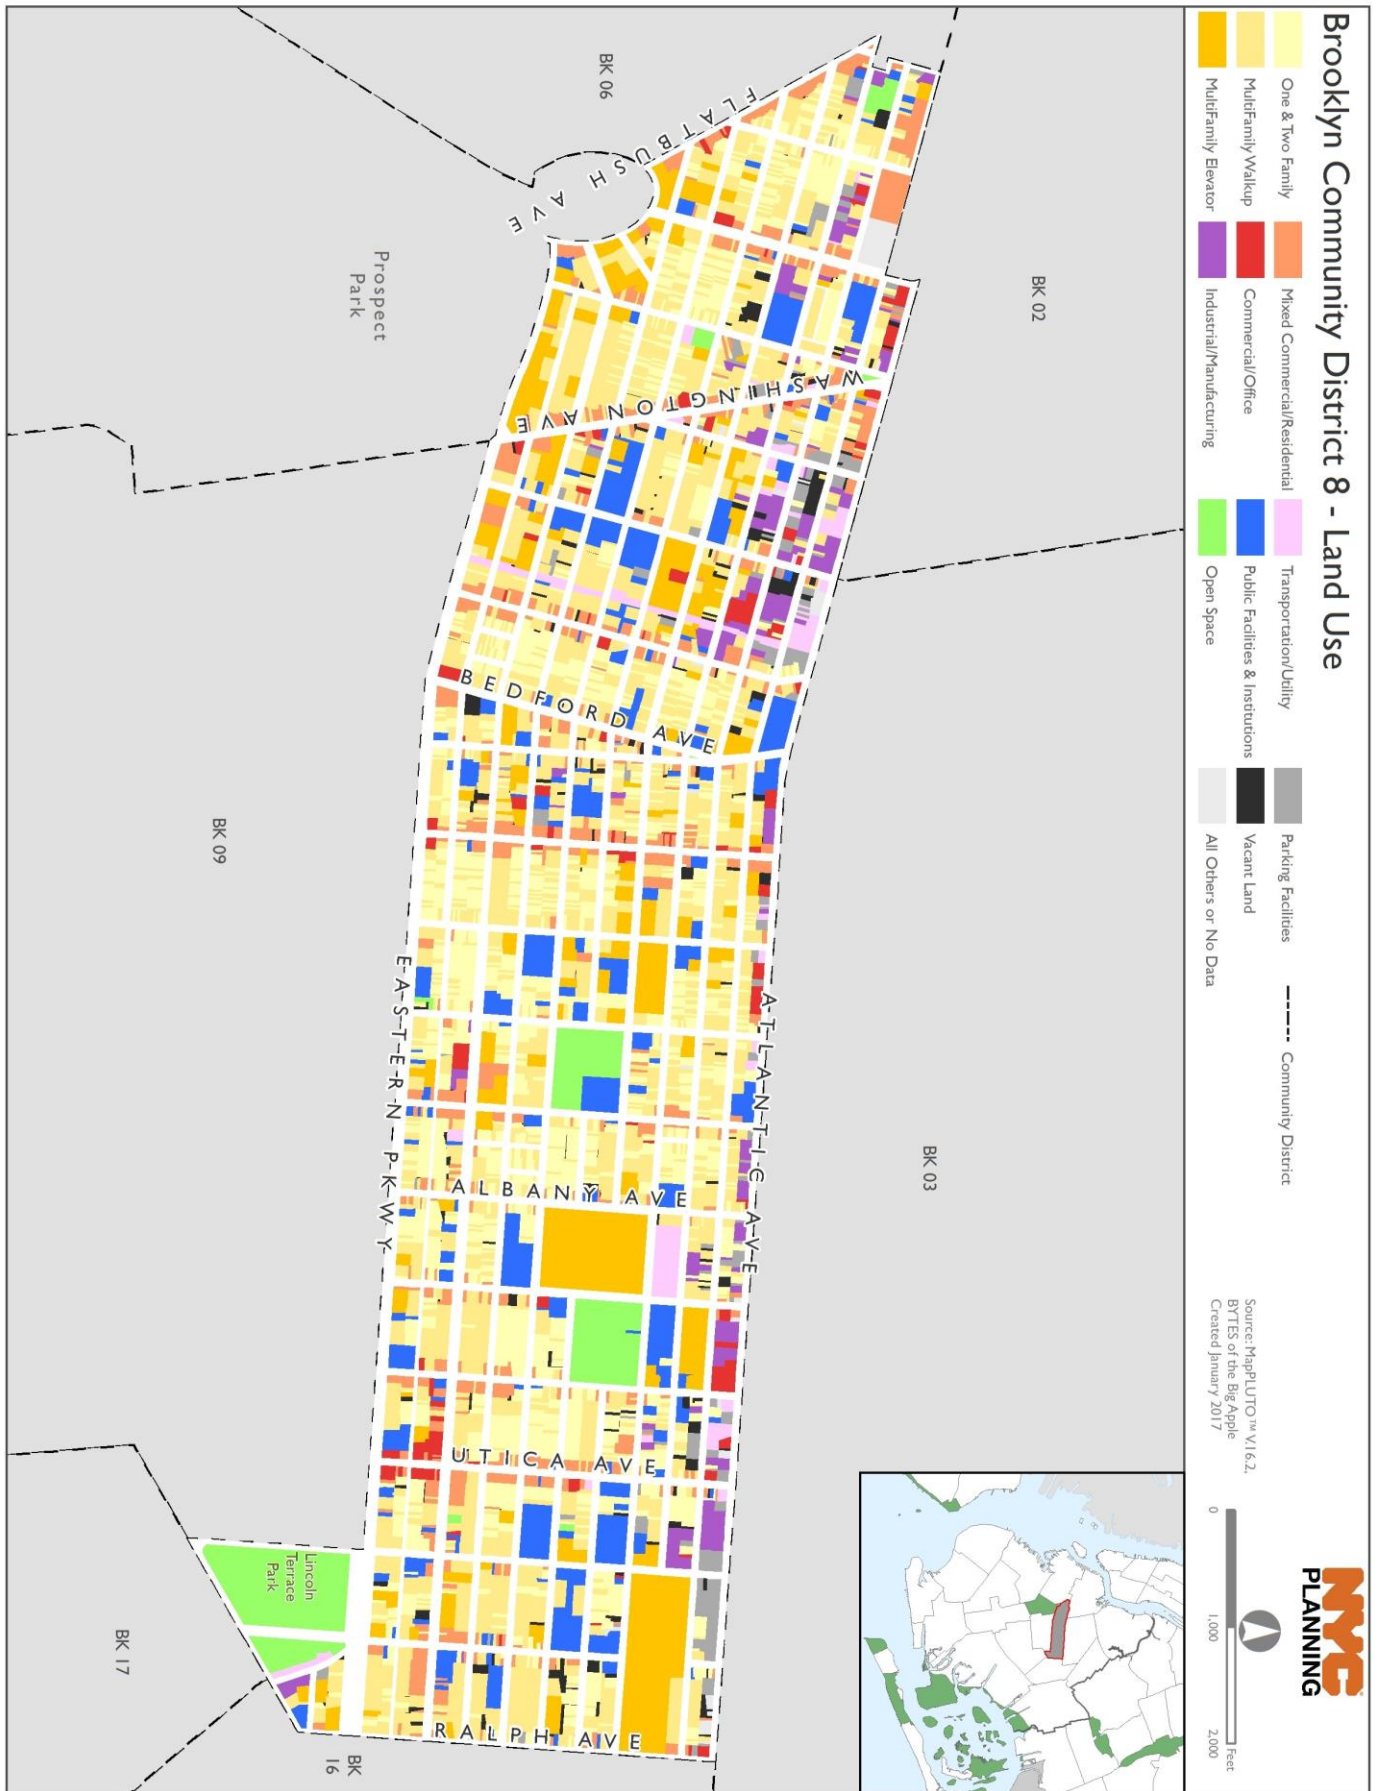 Brooklyn Community District 8 - Land Use
One & Two Family
MultiFamily Walkup
MultiFamily Elevator
Mixed Commercial/Residential
Commercial/Office
Industrial/Manufacturing
Transportation/Utility
Public Facilities & Institutions
Open Space
Parking Facilities
Vacant Land
All Others or No Data
Community District
Source: MapPLUTO™ V.16.2,
BYTES of the Big Apple
Created January 2017
NYC
PLANNING
0 1,000 2,000
Feet
BK 02
BK 03
BK 06
FLATBUSH AVE
WASHINGTON AVE
ATLANTIC AVE
BEDFORD AVE
ALBANY AVE
UTICA AVE
RALPH AVE
EASTERN PKWY
Prospect
Park
BK 09
Lincoln
Terrace
Park
BK
16
BK 17